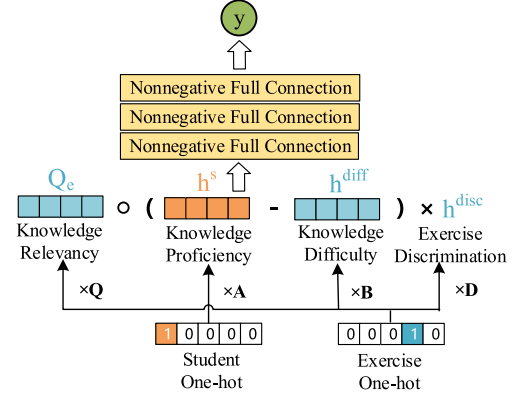 y
Nonnegative Full Connection
Nonnegative Full Connection
Nonnegative Full Connection
Qe hˢ hᵈⁱᶠᶠ
( - ) × hᵈⁱˢᶜ
Knowledge Relevancy
Knowledge Proficiency
Knowledge Difficulty
Exercise Discrimination
×Q ×A ×B ×D
1 0 0 0 0
0 0 0 1 0
Student One-hot
Exercise One-hot